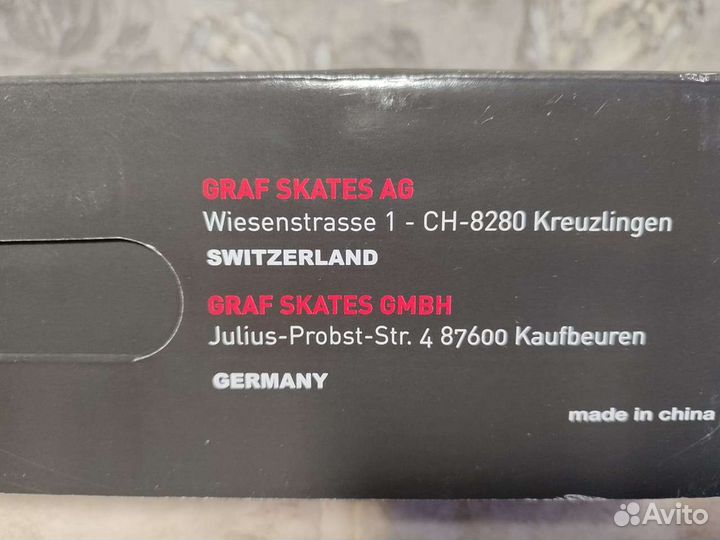 GRAF SKATES AG
Wiesenstrasse 1 - CH-8280 Kreuzlingen
SWITZERLAND
GRAF SKATES GMBH
Julius-Probst-Str. 4 87600 Kaufbeuren
GERMANY
made in china
Avito